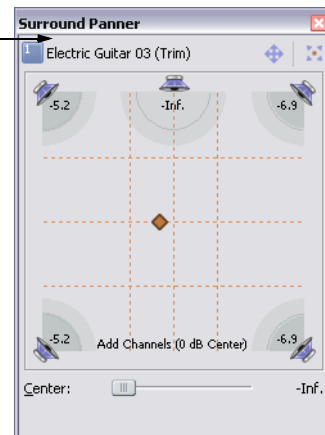 Surround Panner
1 Electric Guitar 03 (Trim)
-5.2 -Inf. -6.9
-5.2 Add Channels (0 dB Center) -6.9
Center: -Inf.